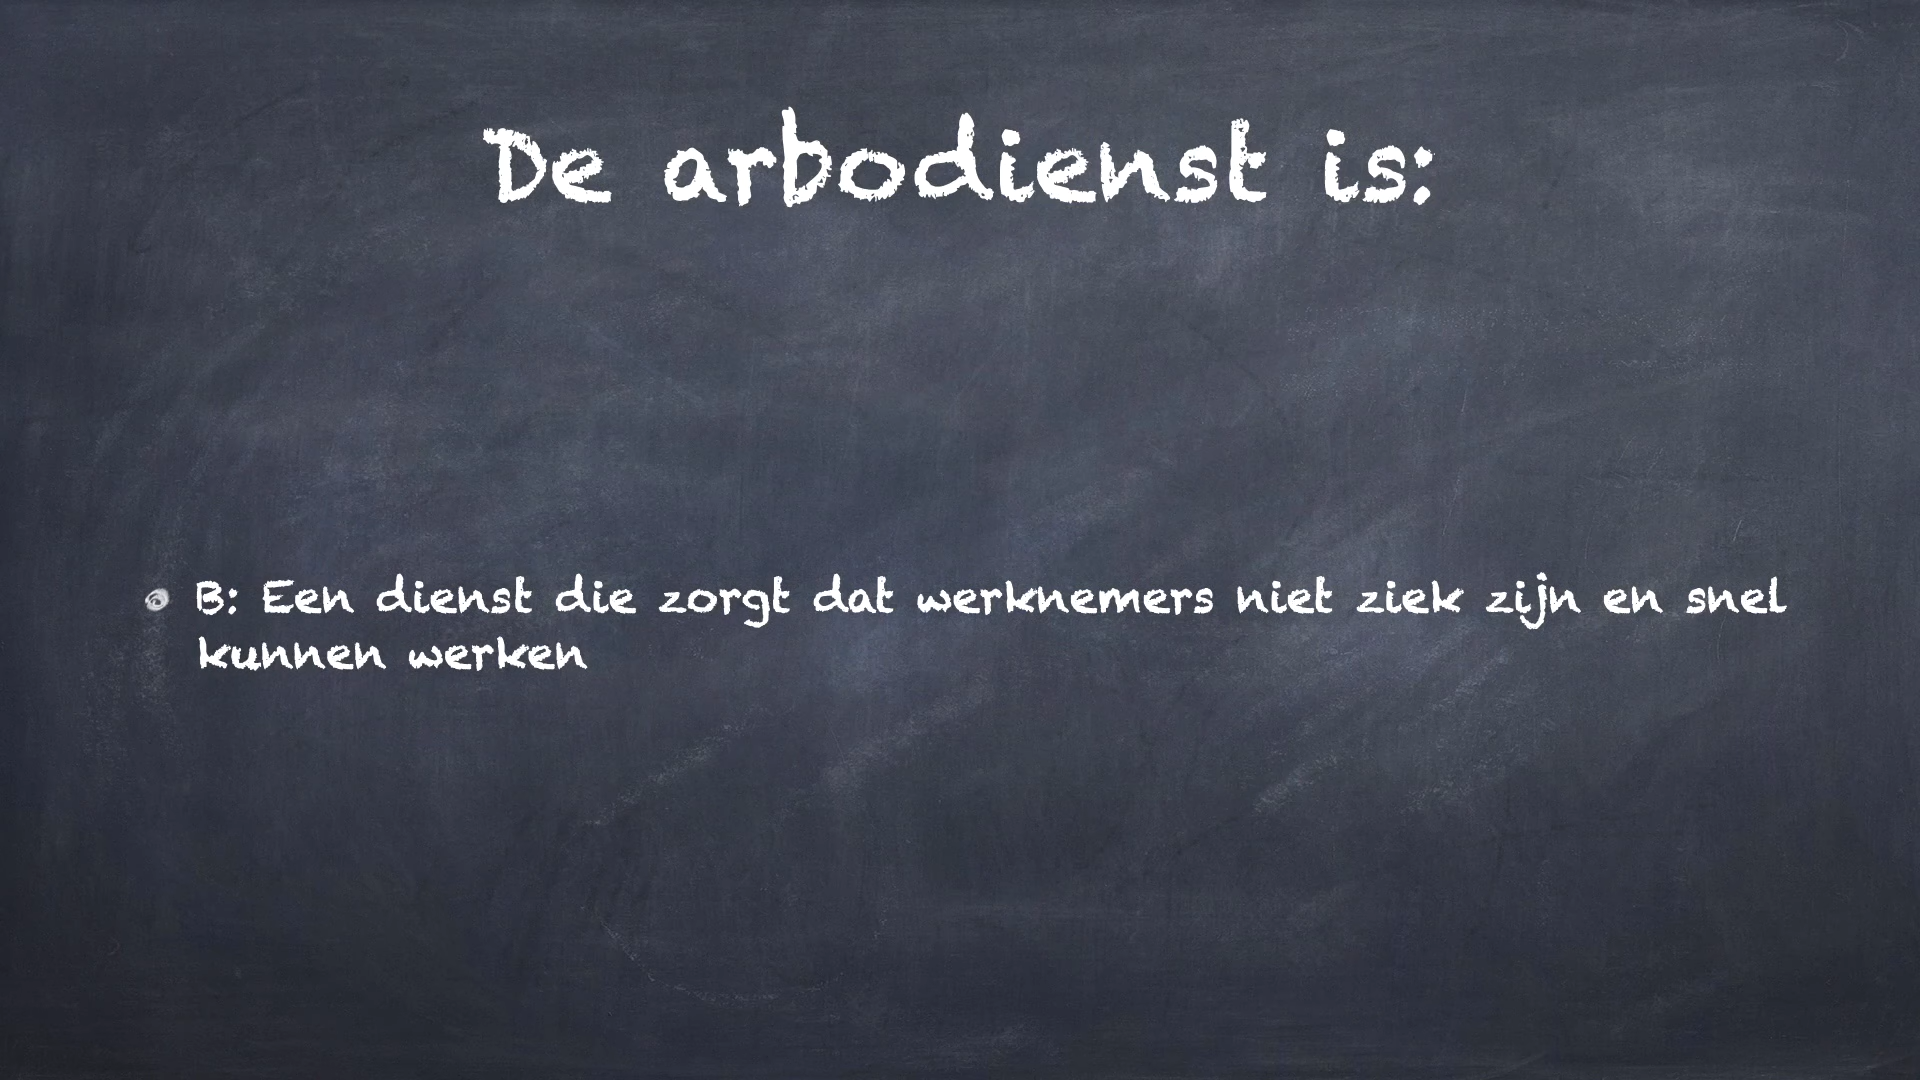 De arbodienst is:
B: Een dienst die zorgt dat werknemers niet ziek zijn en snel
kunnen werken